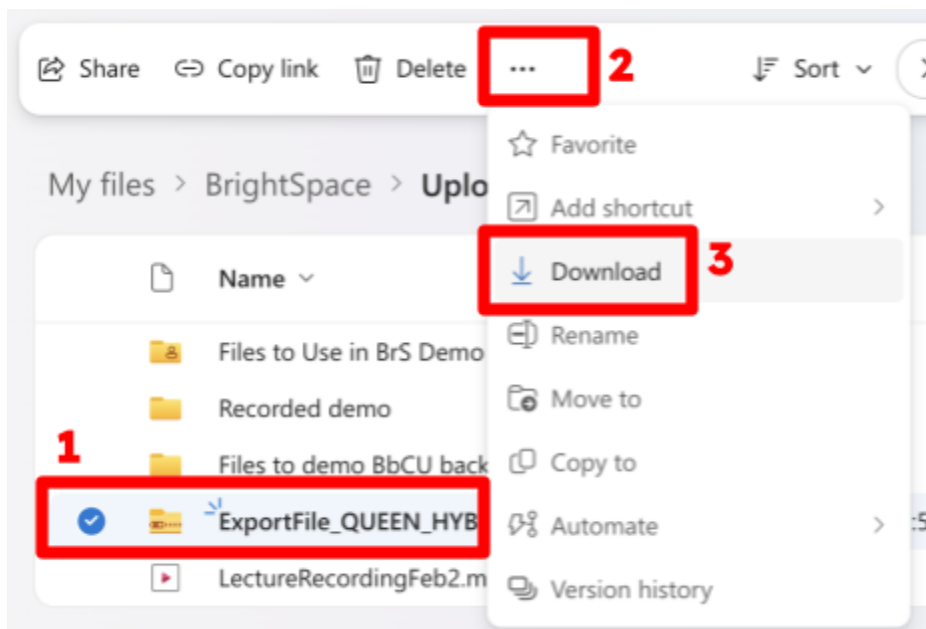 Share Copy link Delete ... 2 Sort
My files > BrightSpace > Uplo
Name
Files to Use in BrS Demo
Recorded demo
1
Files to demo BbCU back
ExportFile_QUEEN_HYB :5
LectureRecordingFeb2.m
Favorite
Add shortcut
Download 3
Rename
Move to
Copy to
Automate
Version history